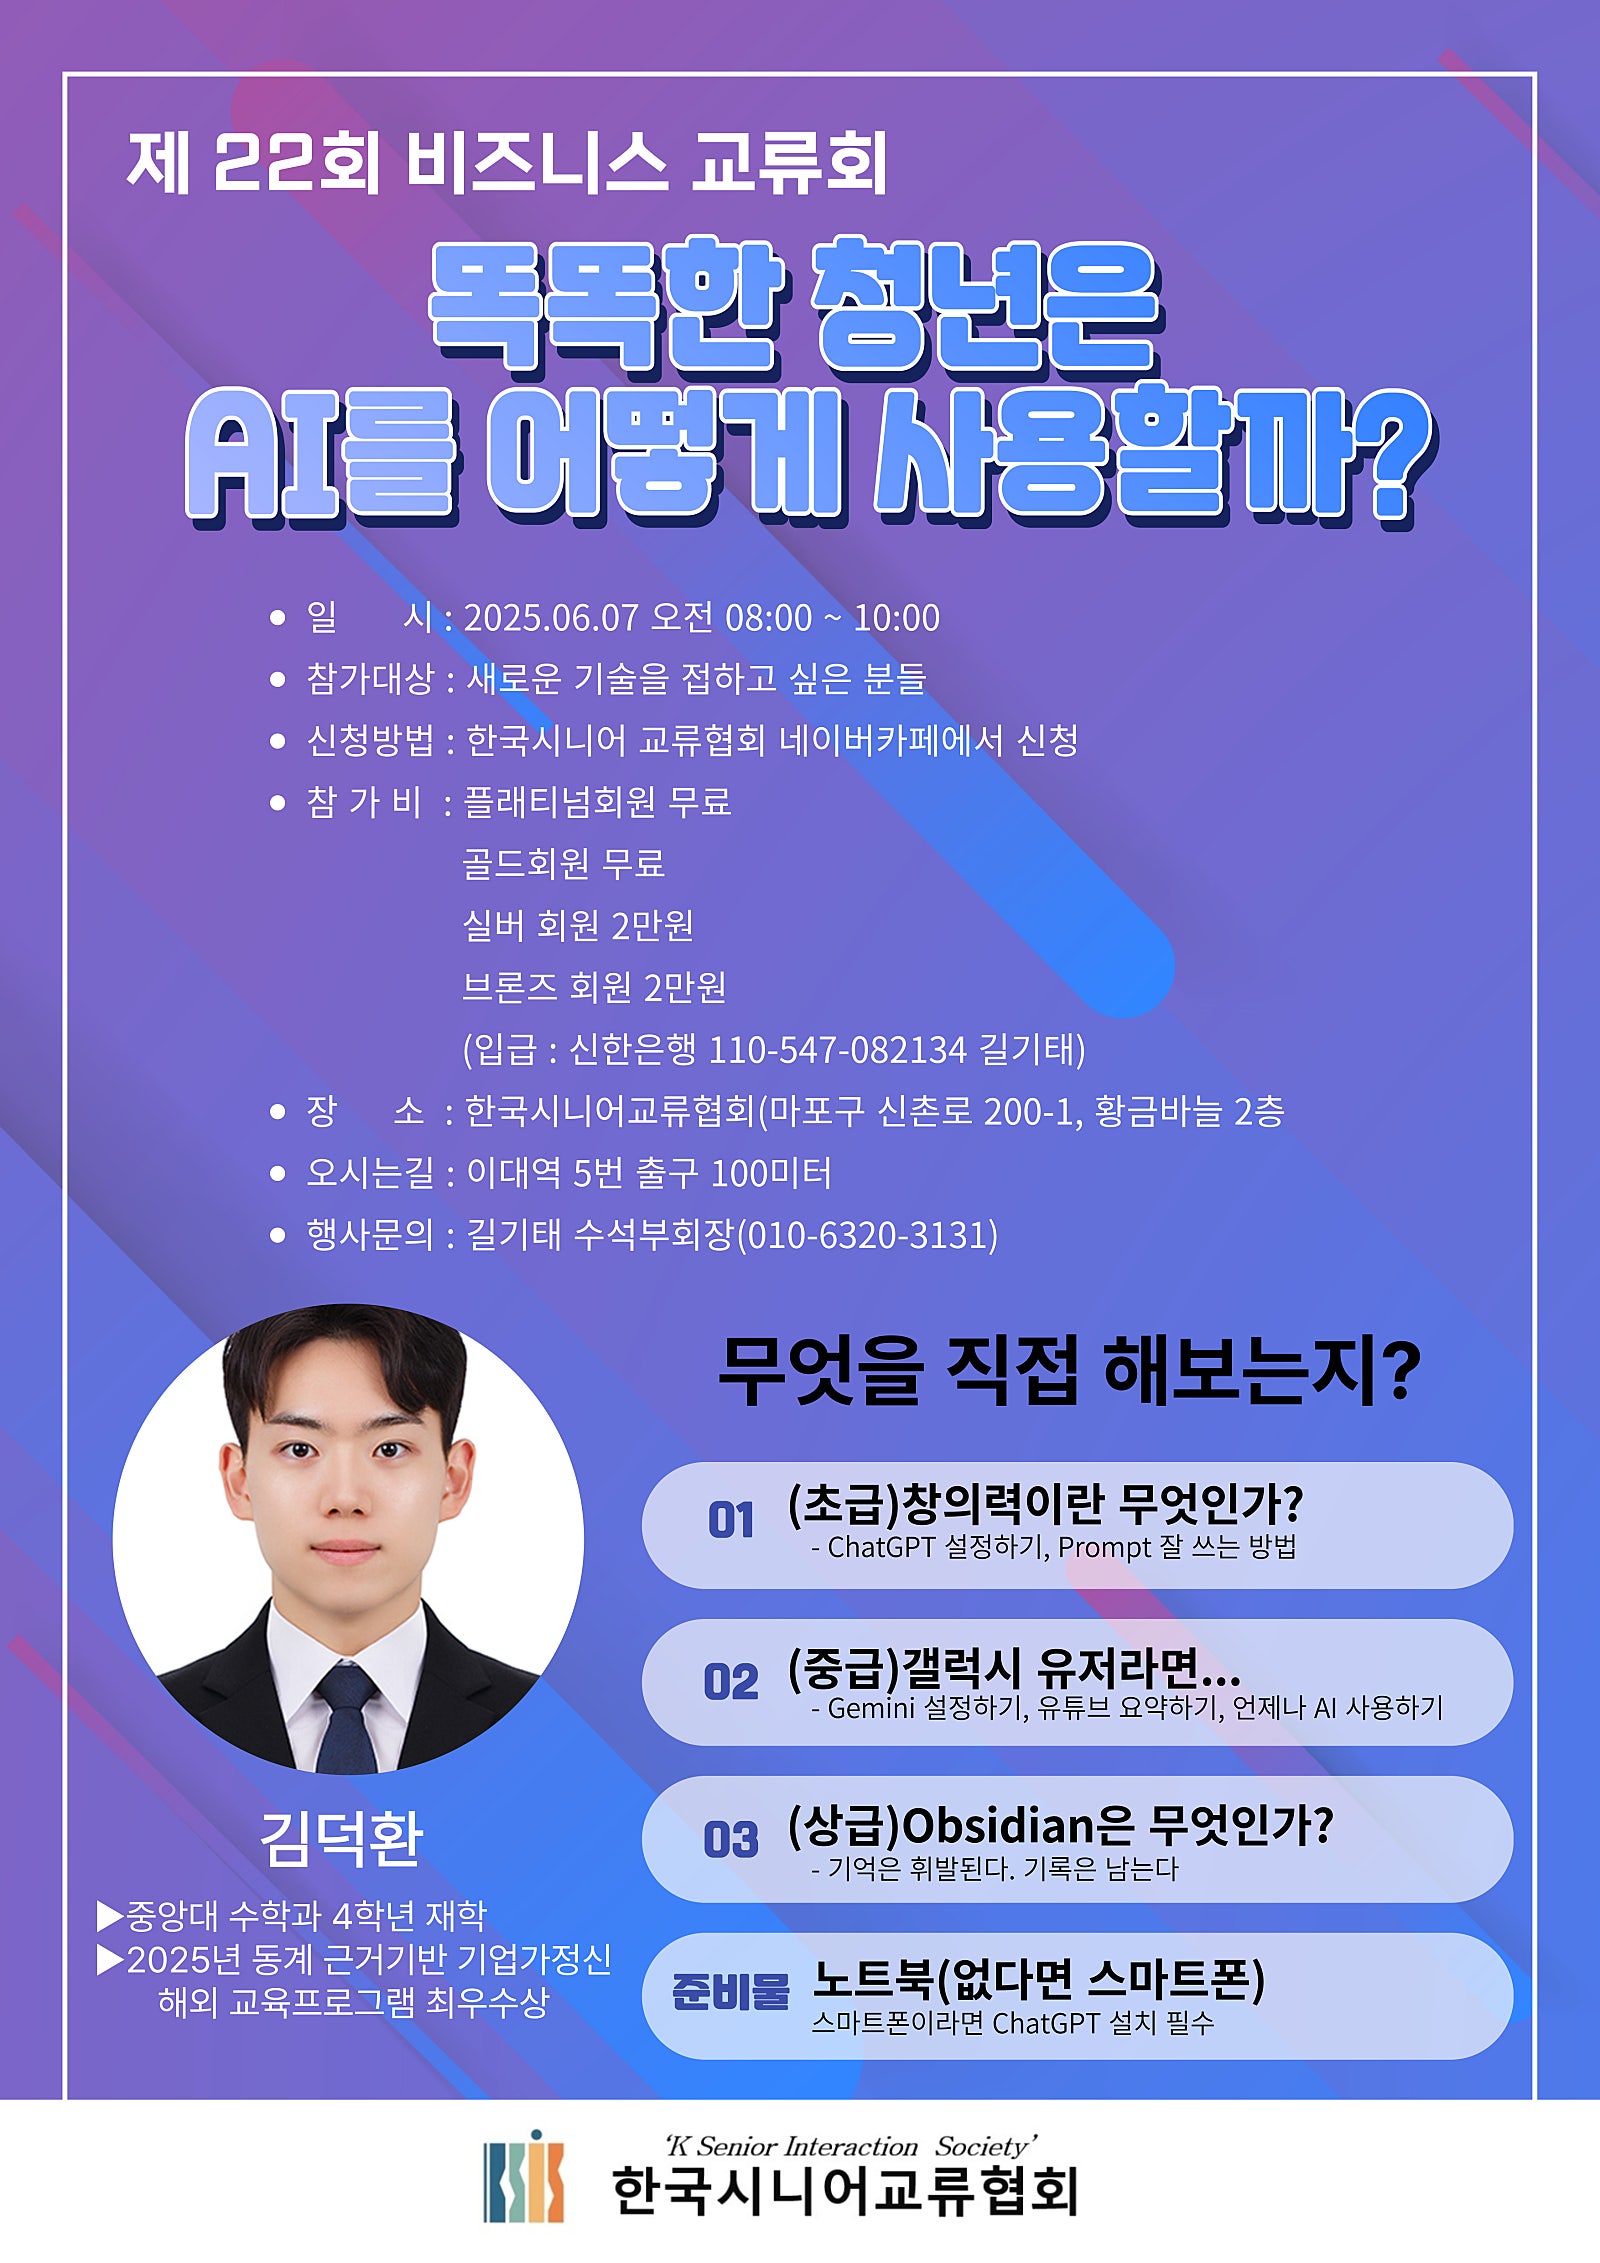 제 22회 비즈니스 교류회
똑똑한 청년은
AI를 어떻게 사용할까?
● 일 시 : 2025.06.07 오전 08:00 ~ 10:00
● 참가대상 : 새로운 기술을 접하고 싶은 분들
● 신청방법 : 한국시니어 교류협회 네이버카페에서 신청
● 참 가 비 : 플래티넘회원 무료
골드회원 무료
실버 회원 2만원
브론즈 회원 2만원
(입급 : 신한은행 110-547-082134 길기태)
● 장 소 : 한국시니어교류협회(마포구 신촌로 200-1, 황금바늘 2층
● 오시는길 : 이대역 5번 출구 100미터
● 행사문의 : 길기태 수석부회장(010-6320-3131)
김덕환
▶중앙대 수학과 4학년 재학
▶2025년 동계 근거기반 기업가정신
해외 교육프로그램 최우수상
무엇을 직접 해보는지?
01 (초급)창의력이란 무엇인가?
- ChatGPT 설정하기, Prompt 잘 쓰는 방법
02 (중급)갤럭시 유저라면...
- Gemini 설정하기, 유튜브 요약하기, 언제나 AI 사용하기
03 (상급)Obsidian은 무엇인가?
- 기억은 휘발된다. 기록은 남는다
준비물 노트북(없다면 스마트폰)
스마트폰이라면 ChatGPT 설치 필수
KSIS
‘K Senior Interaction Society’
한국시니어교류협회